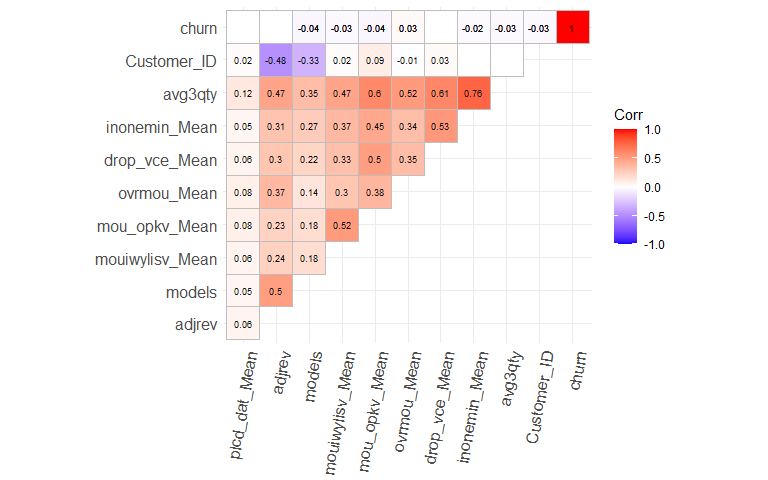 churn -0.04 -0.03 -0.04 0.03 -0.02 -0.03 -0.03 1
Customer_ID 0.02 -0.48 -0.33 0.02 0.09 -0.01 0.03
avg3qty 0.12 0.47 0.35 0.47 0.6 0.52 0.61 0.76
inonemin_Mean 0.05 0.31 0.27 0.37 0.45 0.34 0.53
drop_vce_Mean 0.06 0.3 0.22 0.33 0.5 0.35
ovrmou_Mean 0.08 0.37 0.14 0.3 0.38
mou_opkv_Mean 0.08 0.23 0.18 0.52
mouiwylisv_Mean 0.06 0.24 0.18
models 0.05 0.5
adjrev 0.06
plcd_dat_Mean
adjrev
models
mouiwylisv_Mean
mou_opkv_Mean
ovrmou_Mean
drop_vce_Mean
inonemin_Mean
avg3qty
Customer_ID
churn
Corr
1.0
0.5
0.0
-0.5
-1.0